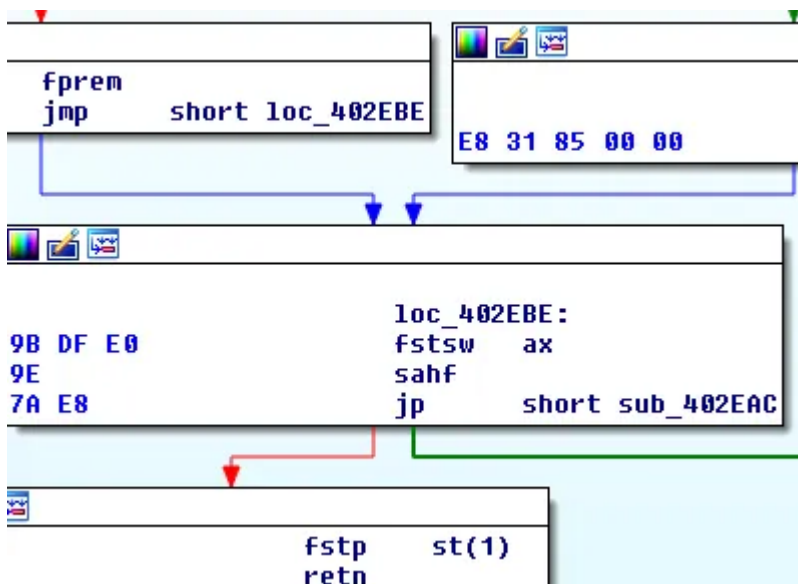 fprem
jmp short loc_402EBE
E8 31 85 00 00
loc_402EBE:
9B DF E0 fstsw ax
9E sahf
7A E8 jp short sub_402EAC
fstp st(1)
retn